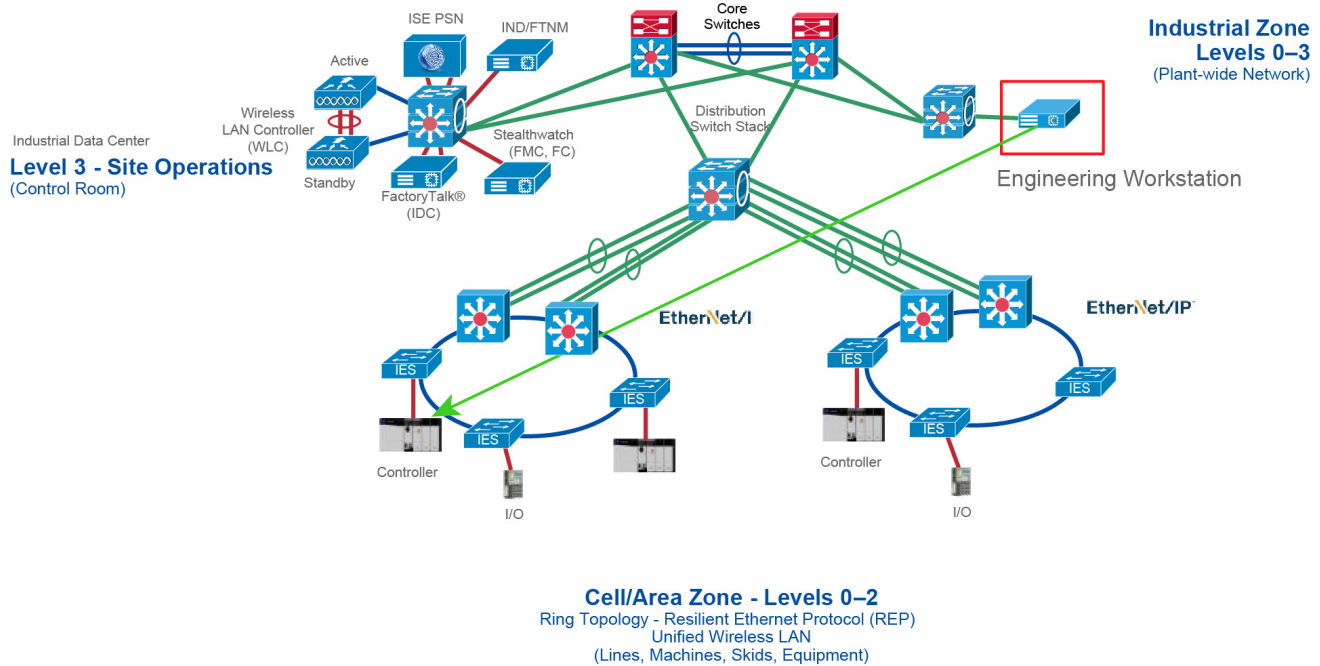 Core
Switches
Industrial Zone
Levels 0–3
(Plant-wide Network)
ISE PSN
IND/FTNM
Active
Wireless
LAN Controller
(WLC)
Standby
Industrial Data Center
Level 3 - Site Operations
(Control Room)
Stealthwatch
(FMC, FC)
FactoryTalk®
(IDC)
Distribution
Switch Stack
Engineering Workstation
EtherNet/I
EtherNet/IP™
IES
IES
IES
IES
IES
IES
Controller
Controller
I/O
I/O
Cell/Area Zone - Levels 0–2
Ring Topology - Resilient Ethernet Protocol (REP)
Unified Wireless LAN
(Lines, Machines, Skids, Equipment)